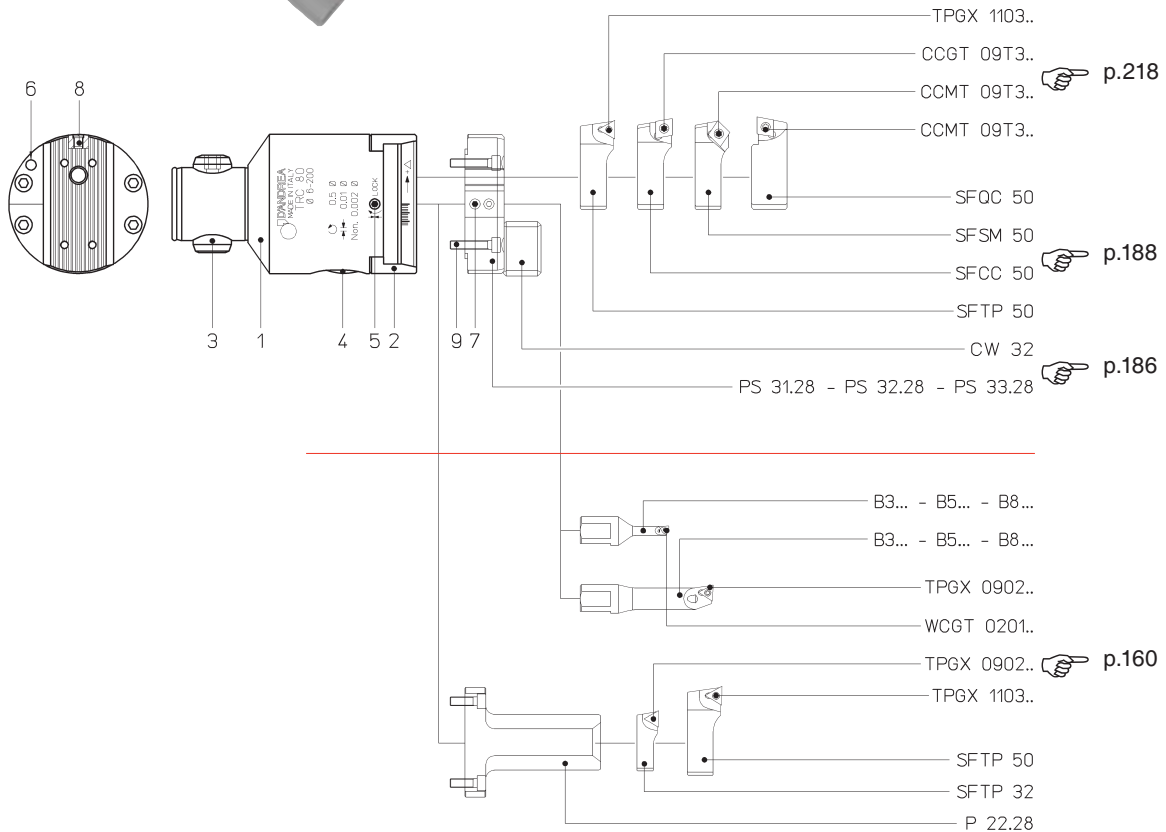 TPGX 1103..
CCGT 09T3..
p.218
CCMT 09T3..
CCMT 09T3..
6 8
D'ANDREA
MADE IN ITALY
TRC 80
Ø 6-200
0.5 Ø
0.01 Ø
Non. 0.002 Ø
LOCK
+
SFQC 50
SFSM 50
p.188
SFCC 50
SFTP 50
3 1 4 5 2 9 7
CW 32
p.186
PS 31.28 - PS 32.28 - PS 33.28
B3... - B5... - B8...
B3... - B5... - B8...
TPGX 0902..
WCGT 0201..
TPGX 0902..
p.160
TPGX 1103..
SFTP 50
SFTP 32
P 22.28